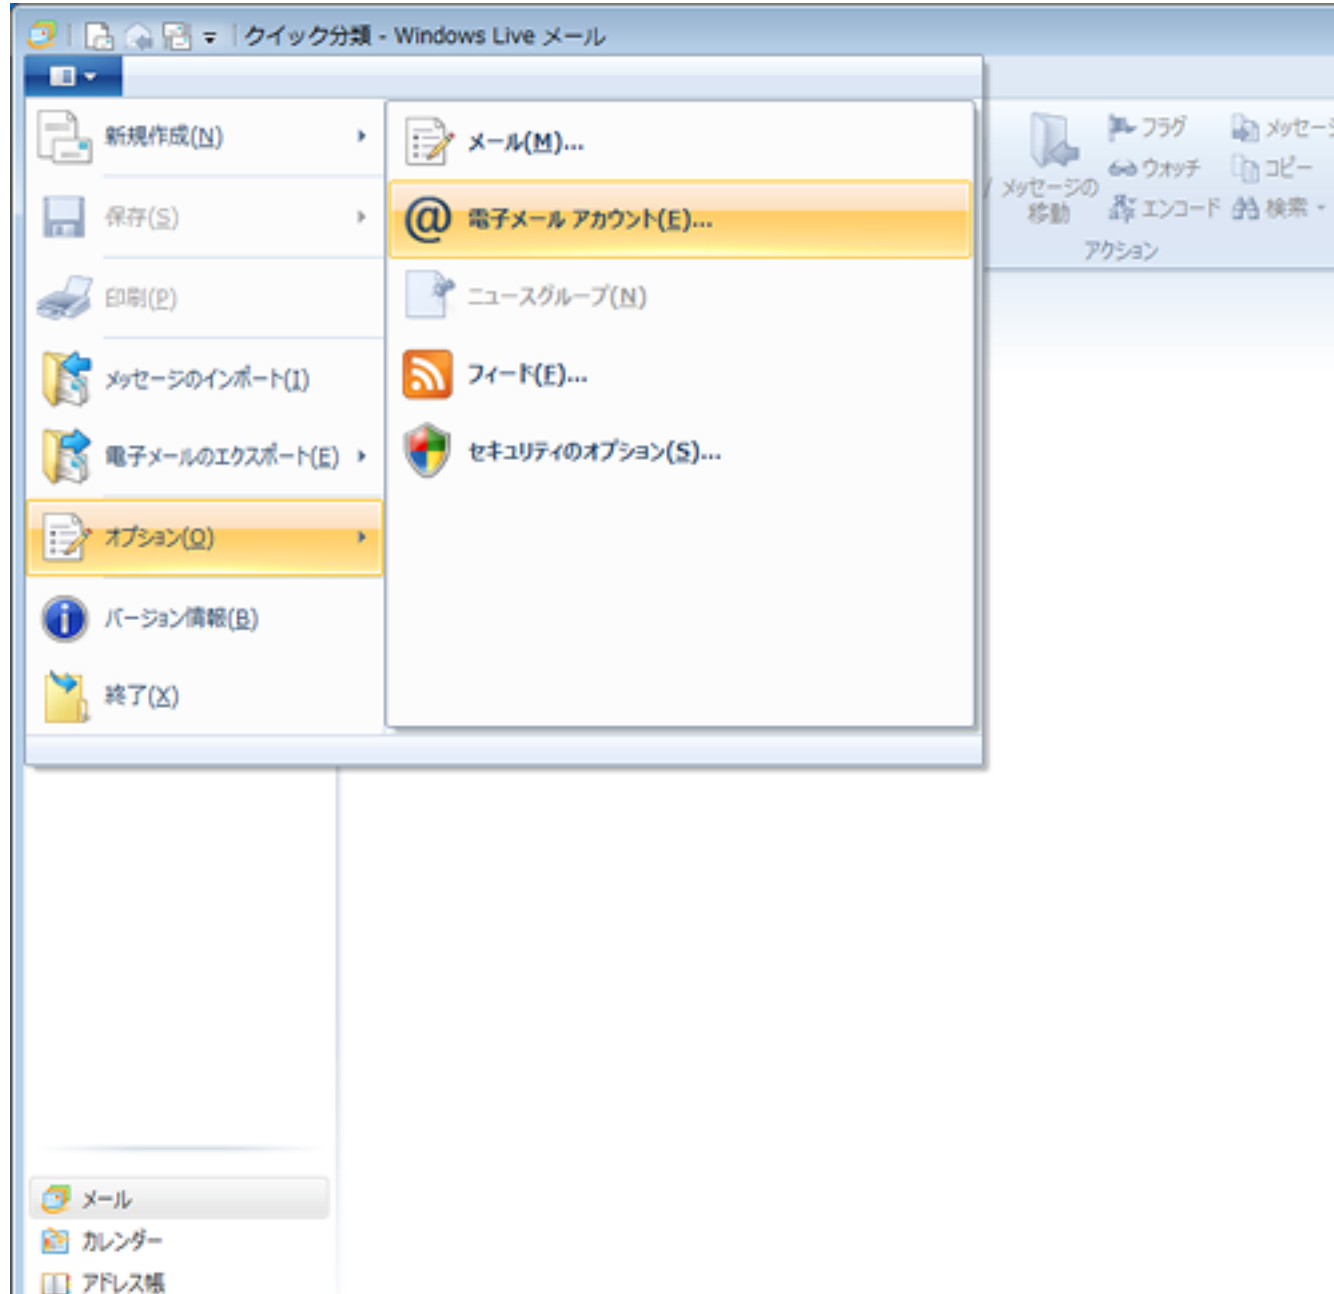 クイック分類 - Windows Live メール
新規作成(N)
保存(S)
印刷(P)
メッセージのインポート(I)
電子メールのエクスポート(E)
オプション(O)
バージョン情報(B)
終了(X)
メール(M)...
電子メール アカウント(E)...
ニュースグループ(N)
フィード(F)...
セキュリティのオプション(S)...
メッセージの
移動
フラグ
ウォッチ
エンコード
メッセージ
コピー
検索
アクション
メール
カレンダー
アドレス帳